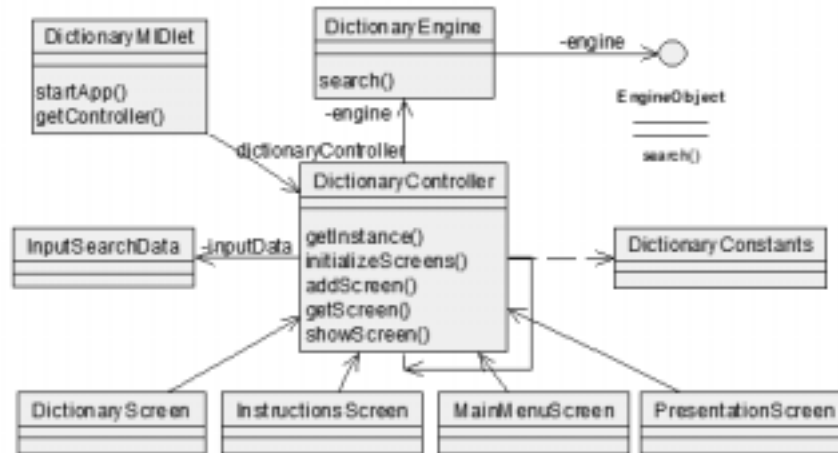 DictionaryMIDlet
startApp()
getController()
DictionaryEngine
search()
-engine
EngineObject
search()
-engine
dictionaryController
DictionaryController
getInstance()
initializeScreens()
addScreen()
getScreen()
showScreen()
InputSearchData
-inputData
DictionaryConstants
DictionaryScreen
InstructionsScreen
MainMenuScreen
PresentationScreen